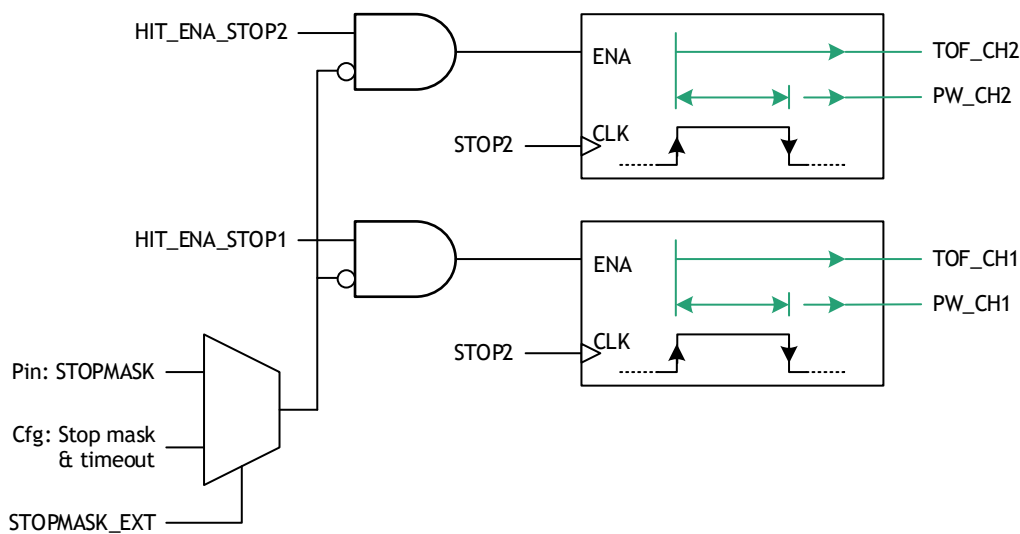 HIT_ENA_STOP2
ENA
TOF_CH2
PW_CH2
STOP2
CLK
HIT_ENA_STOP1
ENA
TOF_CH1
PW_CH1
STOP2
CLK
Pin: STOPMASK
Cfg: Stop mask
& timeout
STOPMASK_EXT